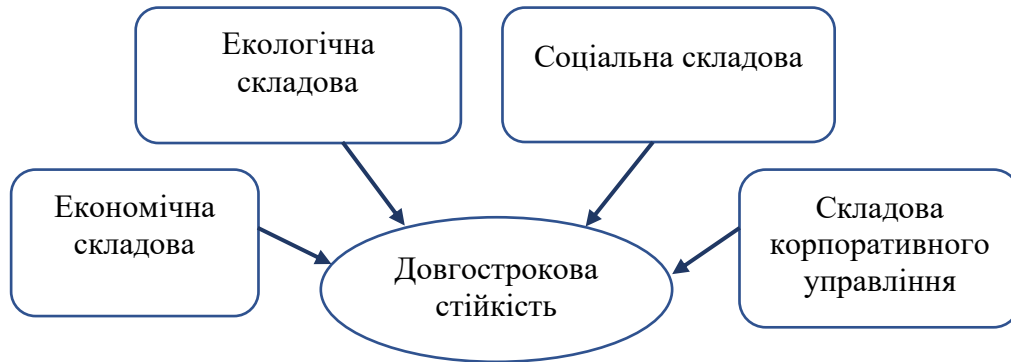 Екологічна
складова
Соціальна складова
Економічна
складова
Довгострокова
стійкість
Складова
корпоративного
управління